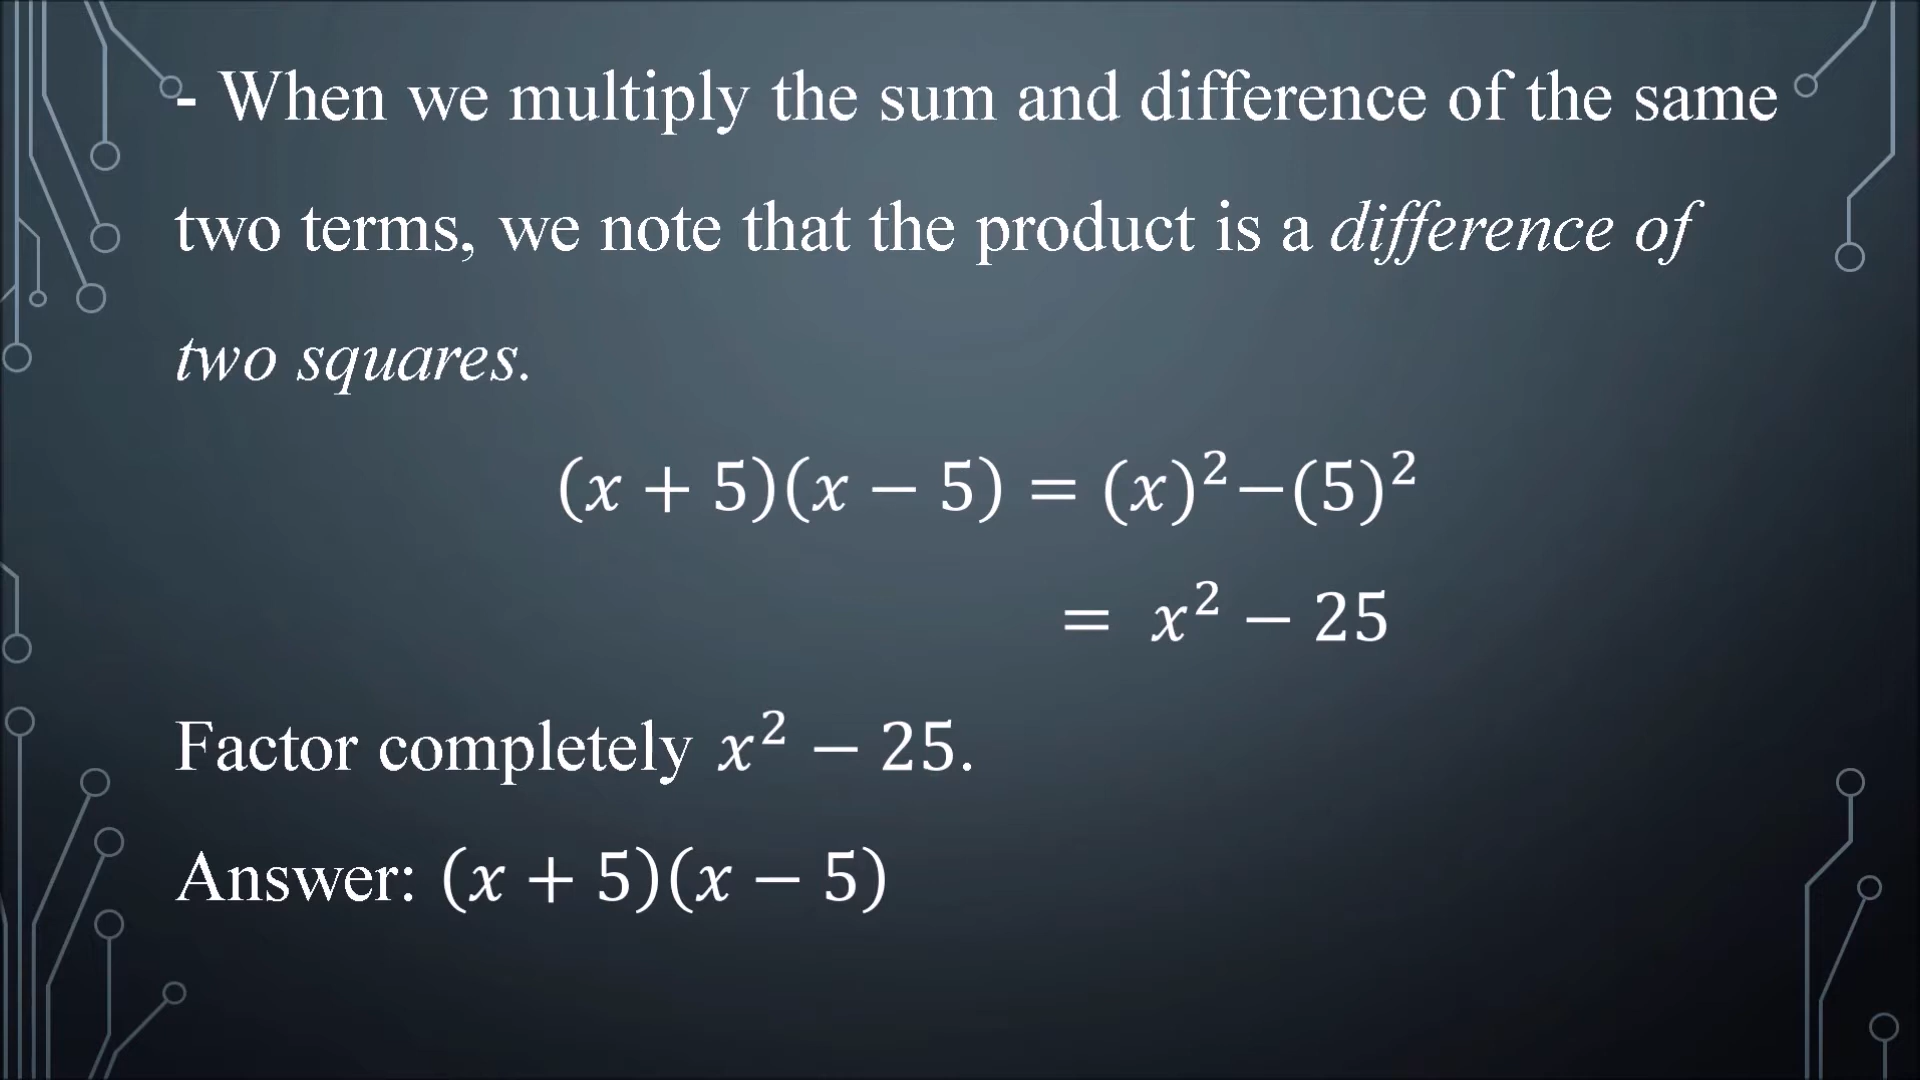 - When we multiply the sum and difference of the same
two terms, we note that the product is a difference of
two squares.
(x + 5)(x − 5) = (x)²−(5)²
= x² − 25
Factor completely x² − 25.
Answer: (x + 5)(x − 5)